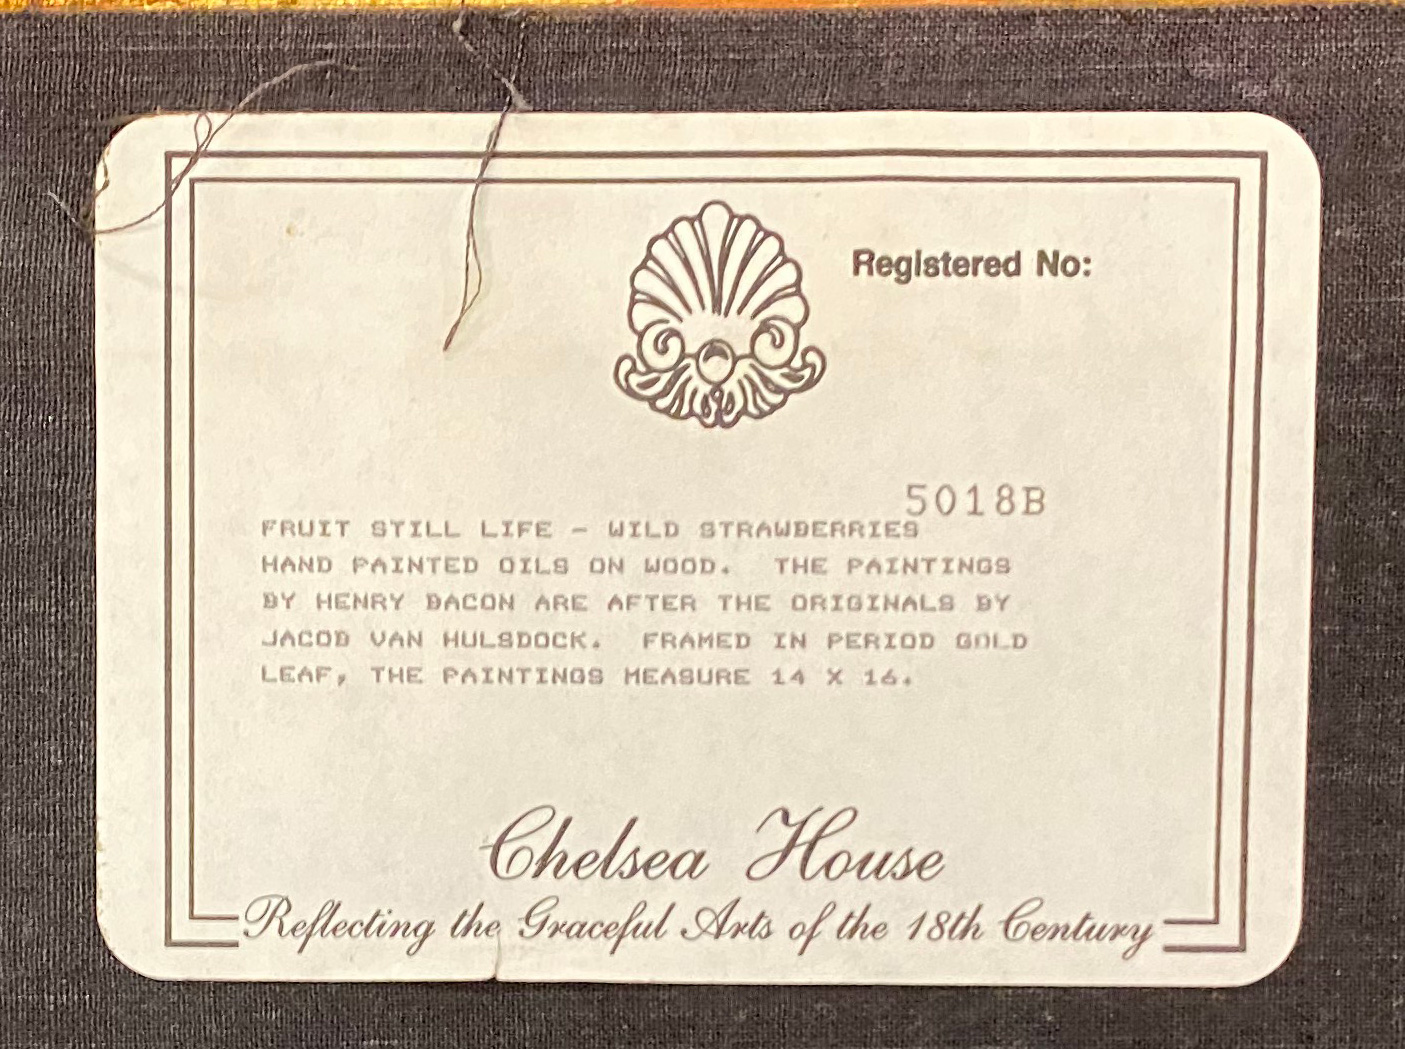 Registered No:
5018B
FRUIT STILL LIFE - WILD STRAWBERRIES
HAND PAINTED OILS ON WOOD. THE PAINTINGS
BY HENRY BACON ARE AFTER THE ORIGINALS BY
JACOB VAN HULSDOCK. FRAMED IN PERIOD GOLD
LEAF, THE PAINTINGS MEASURE 14 X 16.
Chelsea House
Reflecting the Graceful Arts of the 18th Century